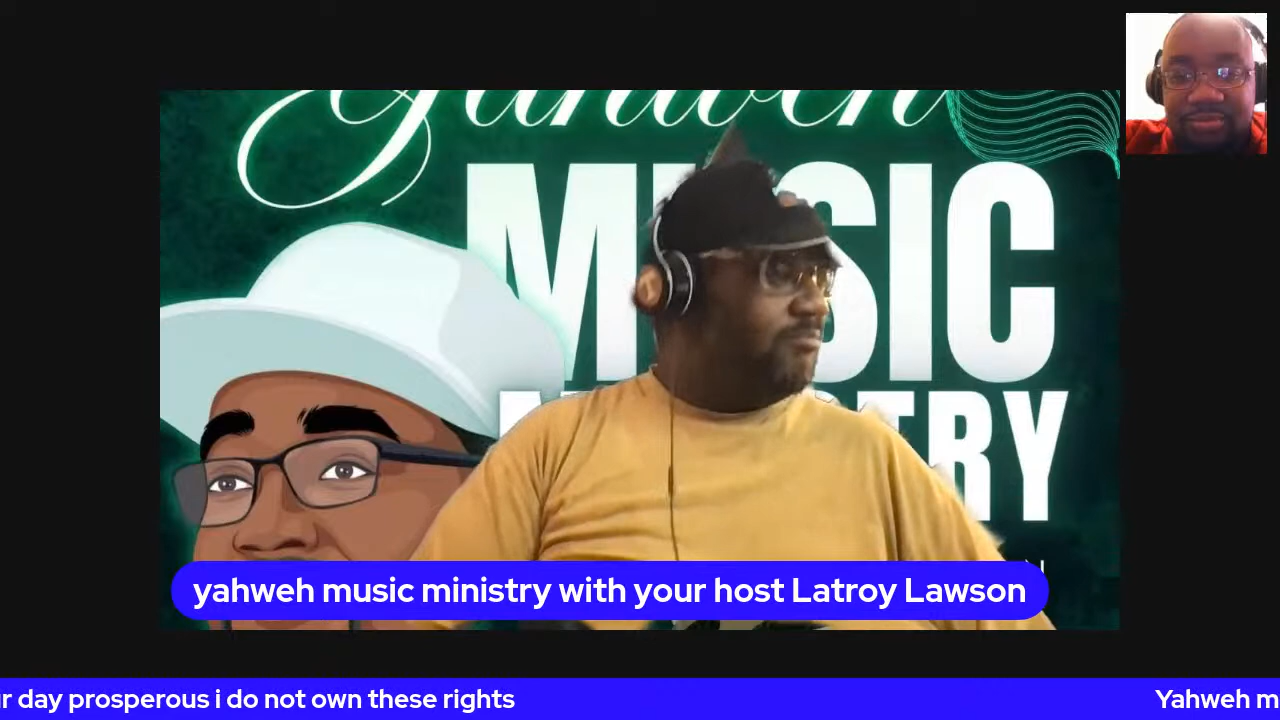 Yahweh
MUSIC
yahweh music ministry with your host Latroy Lawson
r day prosperous i do not own these rights
Yahweh m